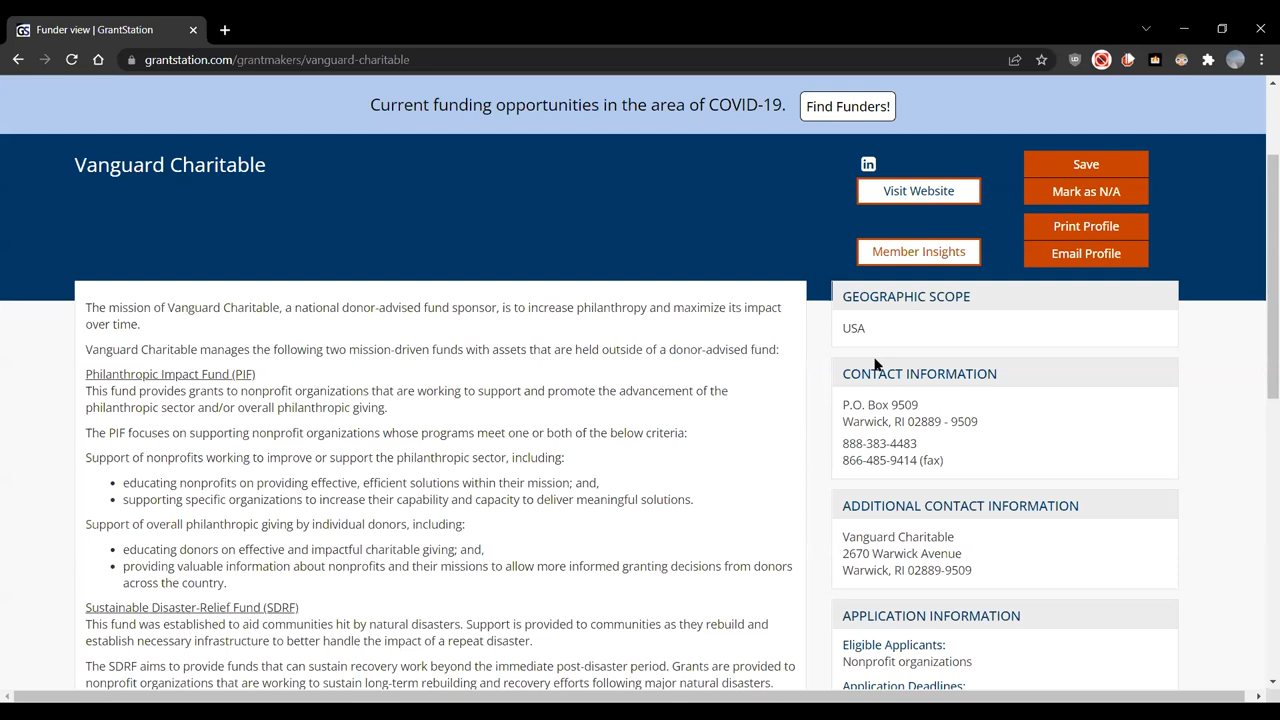 Funder view | GrantStation
grantstation.com/grantmakers/vanguard-charitable
Current funding opportunities in the area of COVID-19.
Find Funders!
Vanguard Charitable
in
Visit Website
Member Insights
Save
Mark as N/A
Print Profile
Email Profile
The mission of Vanguard Charitable, a national donor-advised fund sponsor, is to increase philanthropy and maximize its impact
over time.
Vanguard Charitable manages the following two mission-driven funds with assets that are held outside of a donor-advised fund:
Philanthropic Impact Fund (PIF)
This fund provides grants to nonprofit organizations that are working to support and promote the advancement of the
philanthropic sector and/or overall philanthropic giving.
The PIF focuses on supporting nonprofit organizations whose programs meet one or both of the below criteria:
Support of nonprofits working to improve or support the philanthropic sector, including:
• educating nonprofits on providing effective, efficient solutions within their mission; and,
• supporting specific organizations to increase their capability and capacity to deliver meaningful solutions.
Support of overall philanthropic giving by individual donors, including:
• educating donors on effective and impactful charitable giving; and,
• providing valuable information about nonprofits and their missions to allow more informed granting decisions from donors
across the country.
Sustainable Disaster-Relief Fund (SDRF)
This fund was established to aid communities hit by natural disasters. Support is provided to communities as they rebuild and
establish necessary infrastructure to better handle the impact of a repeat disaster.
The SDRF aims to provide funds that can sustain recovery work beyond the immediate post-disaster period. Grants are provided to
nonprofit organizations that are working to sustain long-term rebuilding and recovery efforts following major natural disasters.
GEOGRAPHIC SCOPE
USA
CONTACT INFORMATION
P.O. Box 9509
Warwick, RI 02889 - 9509
888-383-4483
866-485-9414 (fax)
ADDITIONAL CONTACT INFORMATION
Vanguard Charitable
2670 Warwick Avenue
Warwick, RI 02889-9509
APPLICATION INFORMATION
Eligible Applicants:
Nonprofit organizations
Application Deadlines: